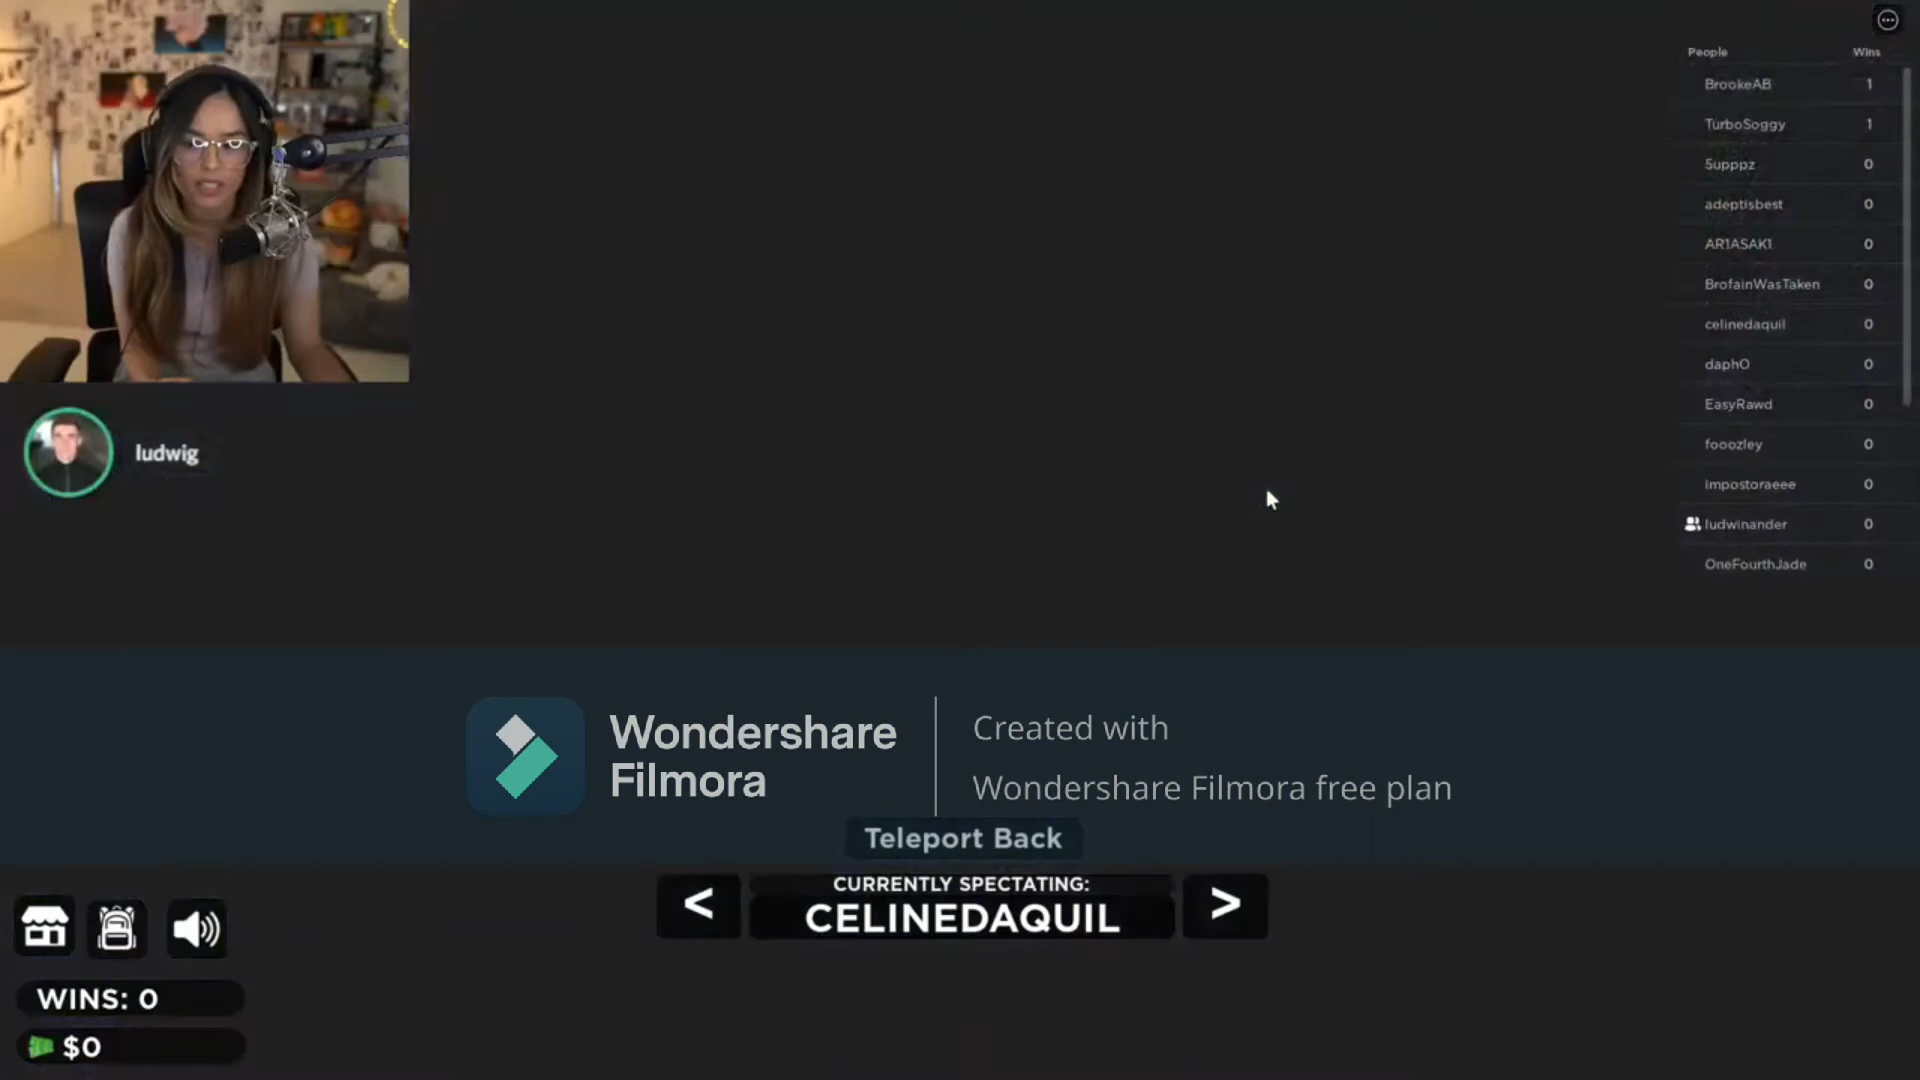 People Wins
BrookeAB 1
TurboSoggy 1
5upppz 0
adeptisbest 0
AR1ASAK1 0
BrofainWasTaken 0
celinedaquil 0
daphO 0
EasyRawd 0
fooozley 0
impostoraeee 0
ludwinander 0
OneFourthJade 0
ludwig
Wondershare
Filmora
Created with
Wondershare Filmora free plan
Teleport Back
<
CURRENTLY SPECTATING:
CELINEDAQUIL
>
WINS: 0
$0